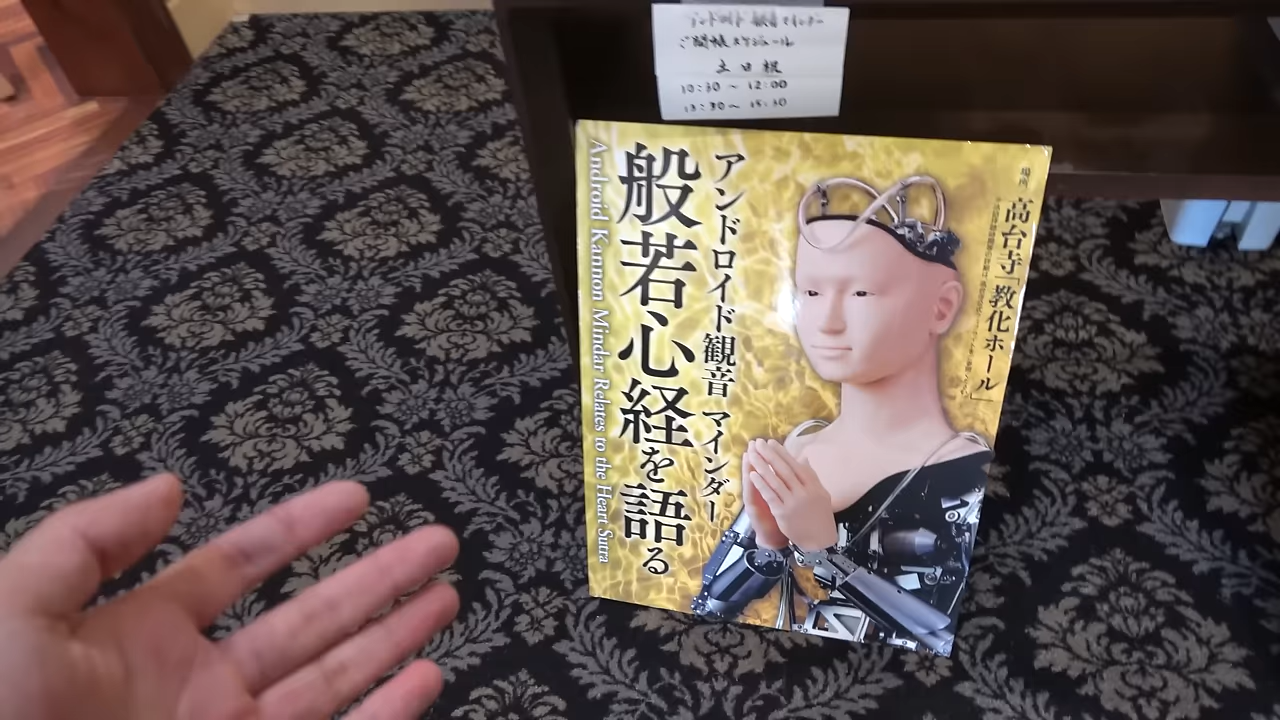 アンドロイド 観音 マインダー
ご開帳スケジュール
土日祝
10:30 ~ 12:00
13:30 ~ 15:30
場所 高台寺「教化ホール」
アンドロイド観音 マインダー
般若心経を語る
Android Kannon Mindar Relates to the Heart Sutra